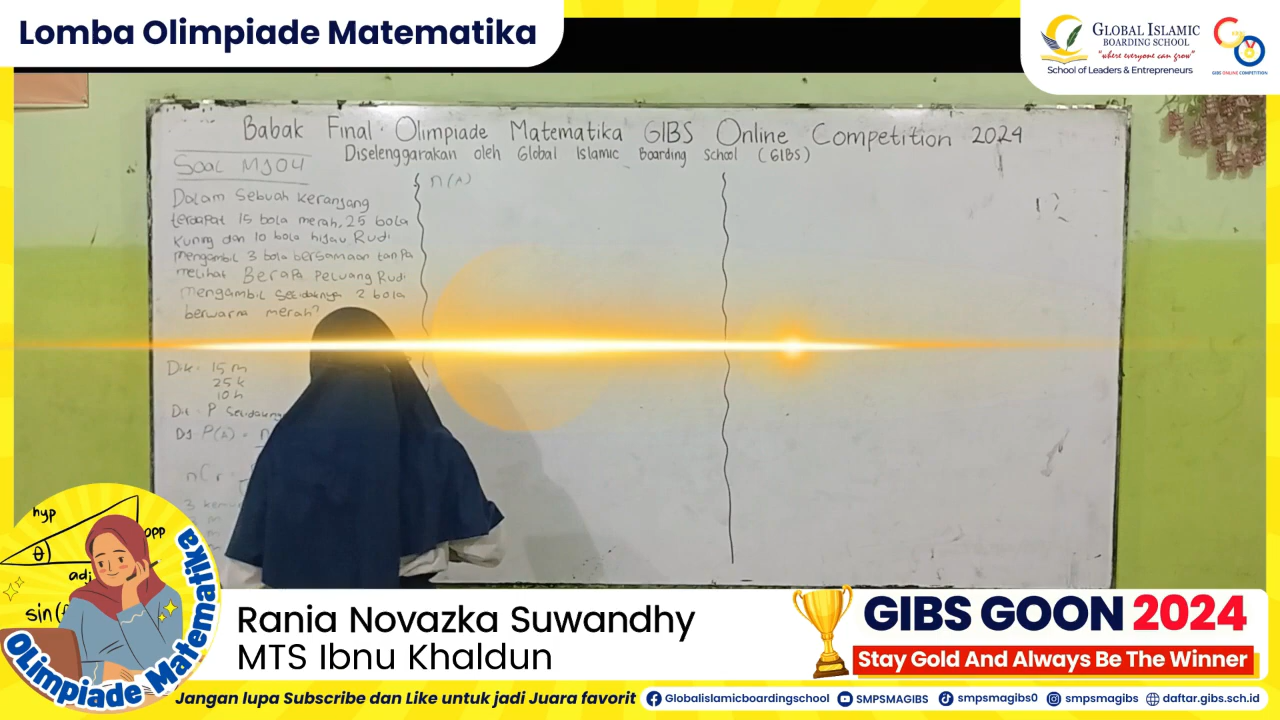 Lomba Olimpiade Matematika
GLOBAL ISLAMIC
BOARDING SCHOOL
"where everyone can grow"
School of Leaders & Entrepreneurs
GIBS ONLINE COMPETITION
Babak Final Olimpiade Matematika GIBS Online Competition 2024
Diselenggarakan oleh Global Islamic Boarding School (GIBS)
Soal MJ04
Dalam Sebuah keranjang
terdapat 15 bola merah, 25 bola
kuning dan 10 bola hijau Rudi
mengambil 3 bola bersamaan tanpa
melihat Berapa Peluang Rudi
mengambil Setidaknya 2 bola
berwarna merah?
Dik: 15 m
25 k
10 h
Dit: P
DJ P(A) = n
nCr =
n(A)
hyp
opp
θ
adj
sin(
OLimpiade Matematika
Rania Novazka Suwandhy
MTS Ibnu Khaldun
GIBS GOON 2024
Stay Gold And Always Be The Winner
Jangan lupa Subscribe dan Like untuk jadi Juara favorit
Globalislamicboardingschool
SMPSMAGIBS
smpsmagibs0
smpsmagibs
daftar.gibs.sch.id